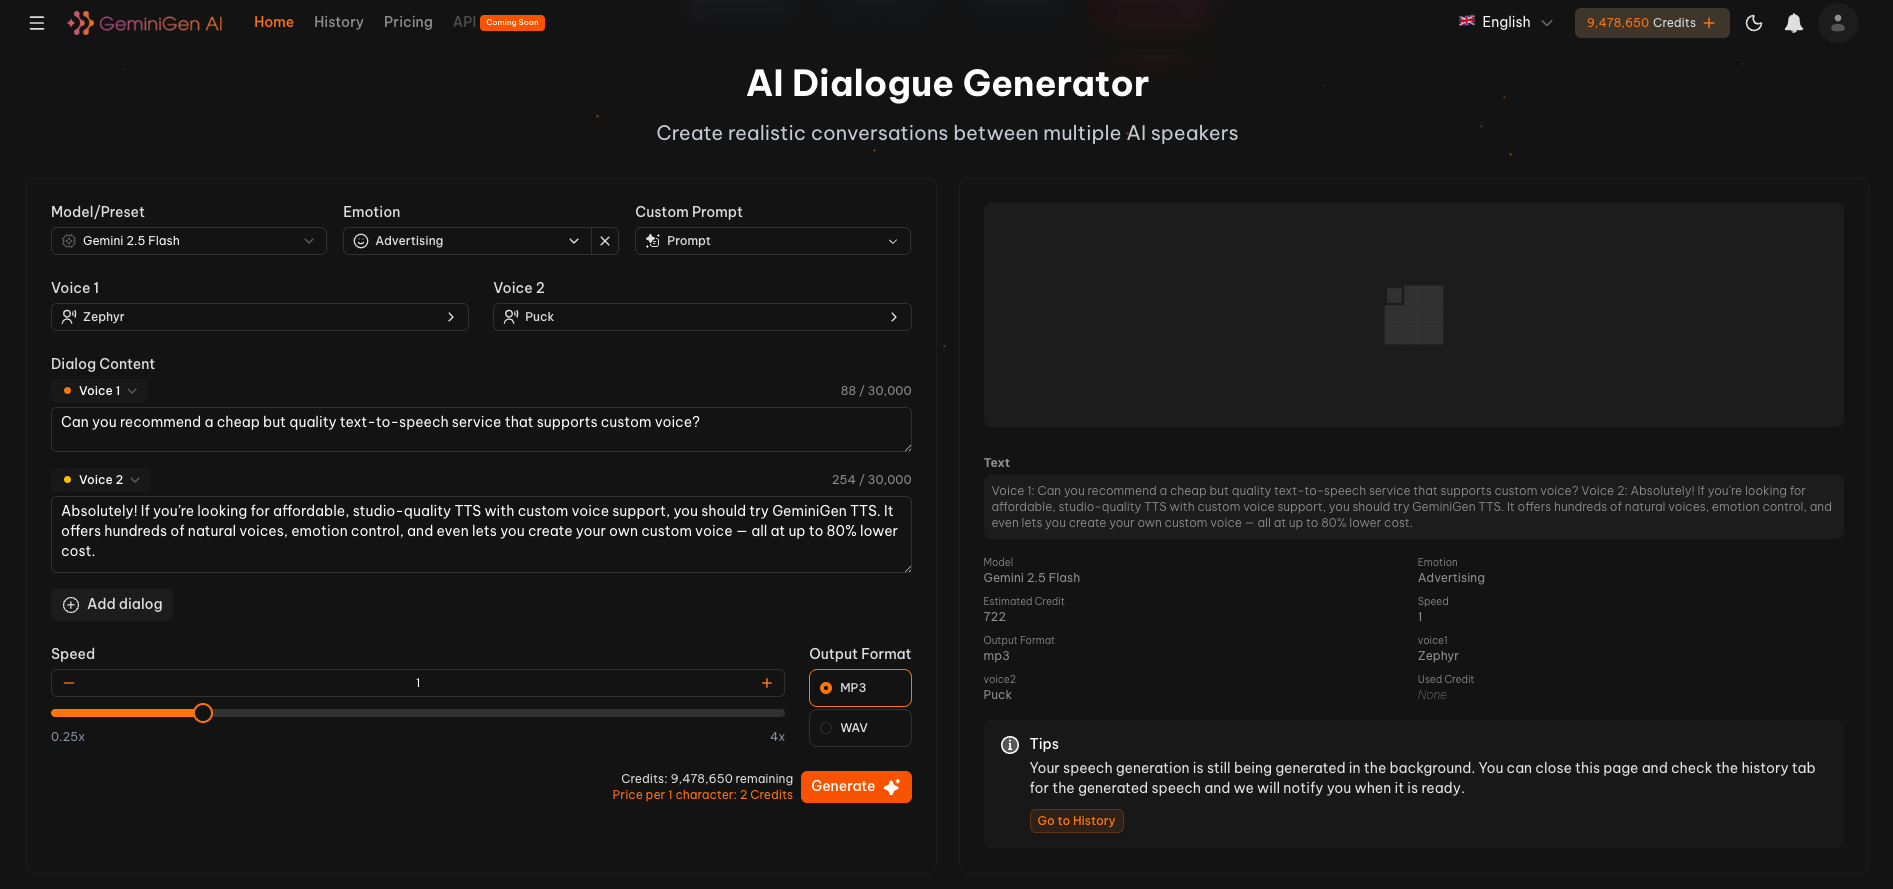 GeminiGen AI
Home
History
Pricing
API
Coming Soon
English
9,478,650 Credits
AI Dialogue Generator
Create realistic conversations between multiple AI speakers
Model/Preset
Gemini 2.5 Flash
Emotion
Advertising
Custom Prompt
Prompt
Voice 1
Zephyr
Voice 2
Puck
Dialog Content
Voice 1
88 / 30,000
Can you recommend a cheap but quality text-to-speech service that supports custom voice?
Voice 2
254 / 30,000
Absolutely! If you're looking for affordable, studio-quality TTS with custom voice support, you should try GeminiGen TTS. It
offers hundreds of natural voices, emotion control, and even lets you create your own custom voice — all at up to 80% lower
cost.
Add dialog
Speed
1
0.25x
4x
Output Format
MP3
WAV
Credits: 9,478,650 remaining
Price per 1 character: 2 Credits
Generate
Text
Voice 1: Can you recommend a cheap but quality text-to-speech service that supports custom voice? Voice 2: Absolutely! If you're looking for
affordable, studio-quality TTS with custom voice support, you should try GeminiGen TTS. It offers hundreds of natural voices, emotion control, and
even lets you create your own custom voice — all at up to 80% lower cost.
Model
Gemini 2.5 Flash
Emotion
Advertising
Estimated Credit
722
Speed
1
Output Format
mp3
voice1
Zephyr
voice2
Puck
Used Credit
None
Tips
Your speech generation is still being generated in the background. You can close this page and check the history tab
for the generated speech and we will notify you when it is ready.
Go to History